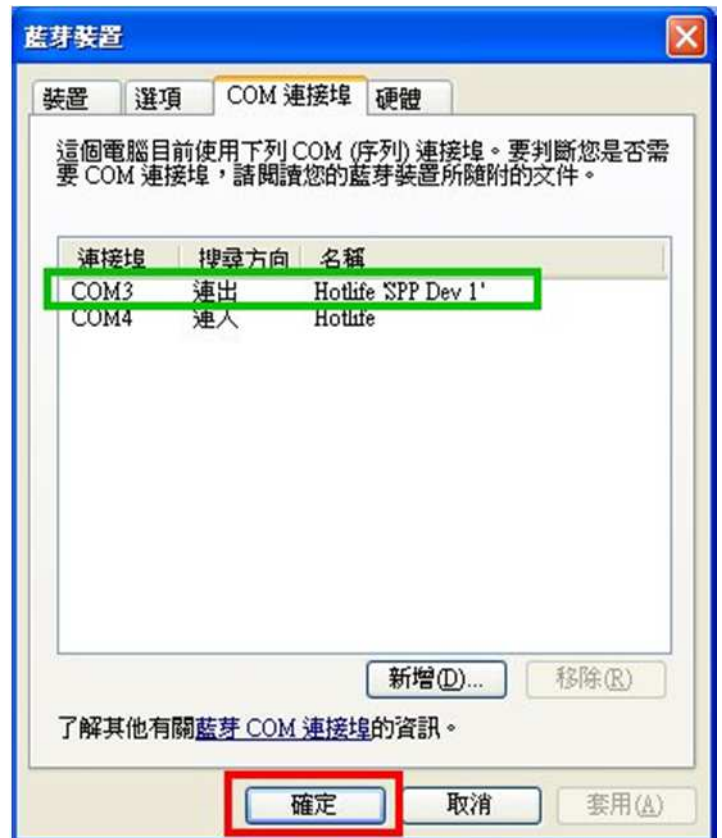 藍芽裝置
裝置 選項 COM 連接埠 硬體
這個電腦目前使用下列 COM (序列) 連接埠。要判斷您是否需
要 COM 連接埠，請閱讀您的藍芽裝置所隨附的文件。
連接埠 搜尋方向 名稱
COM3 連出 Hotlife 'SPP Dev 1'
COM4 連入 Hotlife
新增(D)... 移除(R)
了解其他有關藍芽 COM 連接埠的資訊。
確定 取消 套用(A)